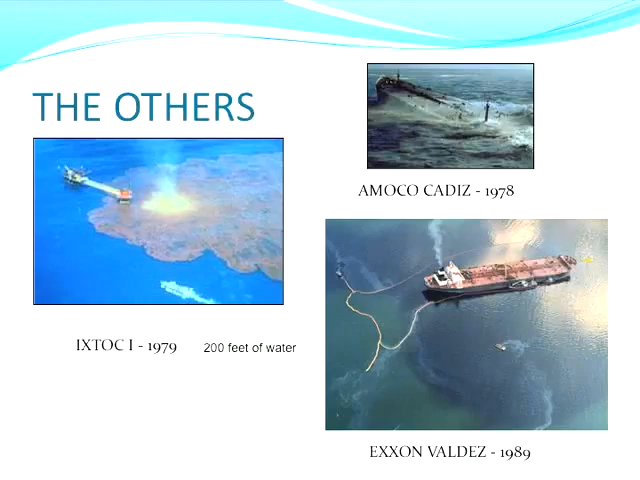 THE OTHERS
AMOCO CADIZ - 1978
IXTOC I - 1979
200 feet of water
EXXON VALDEZ - 1989